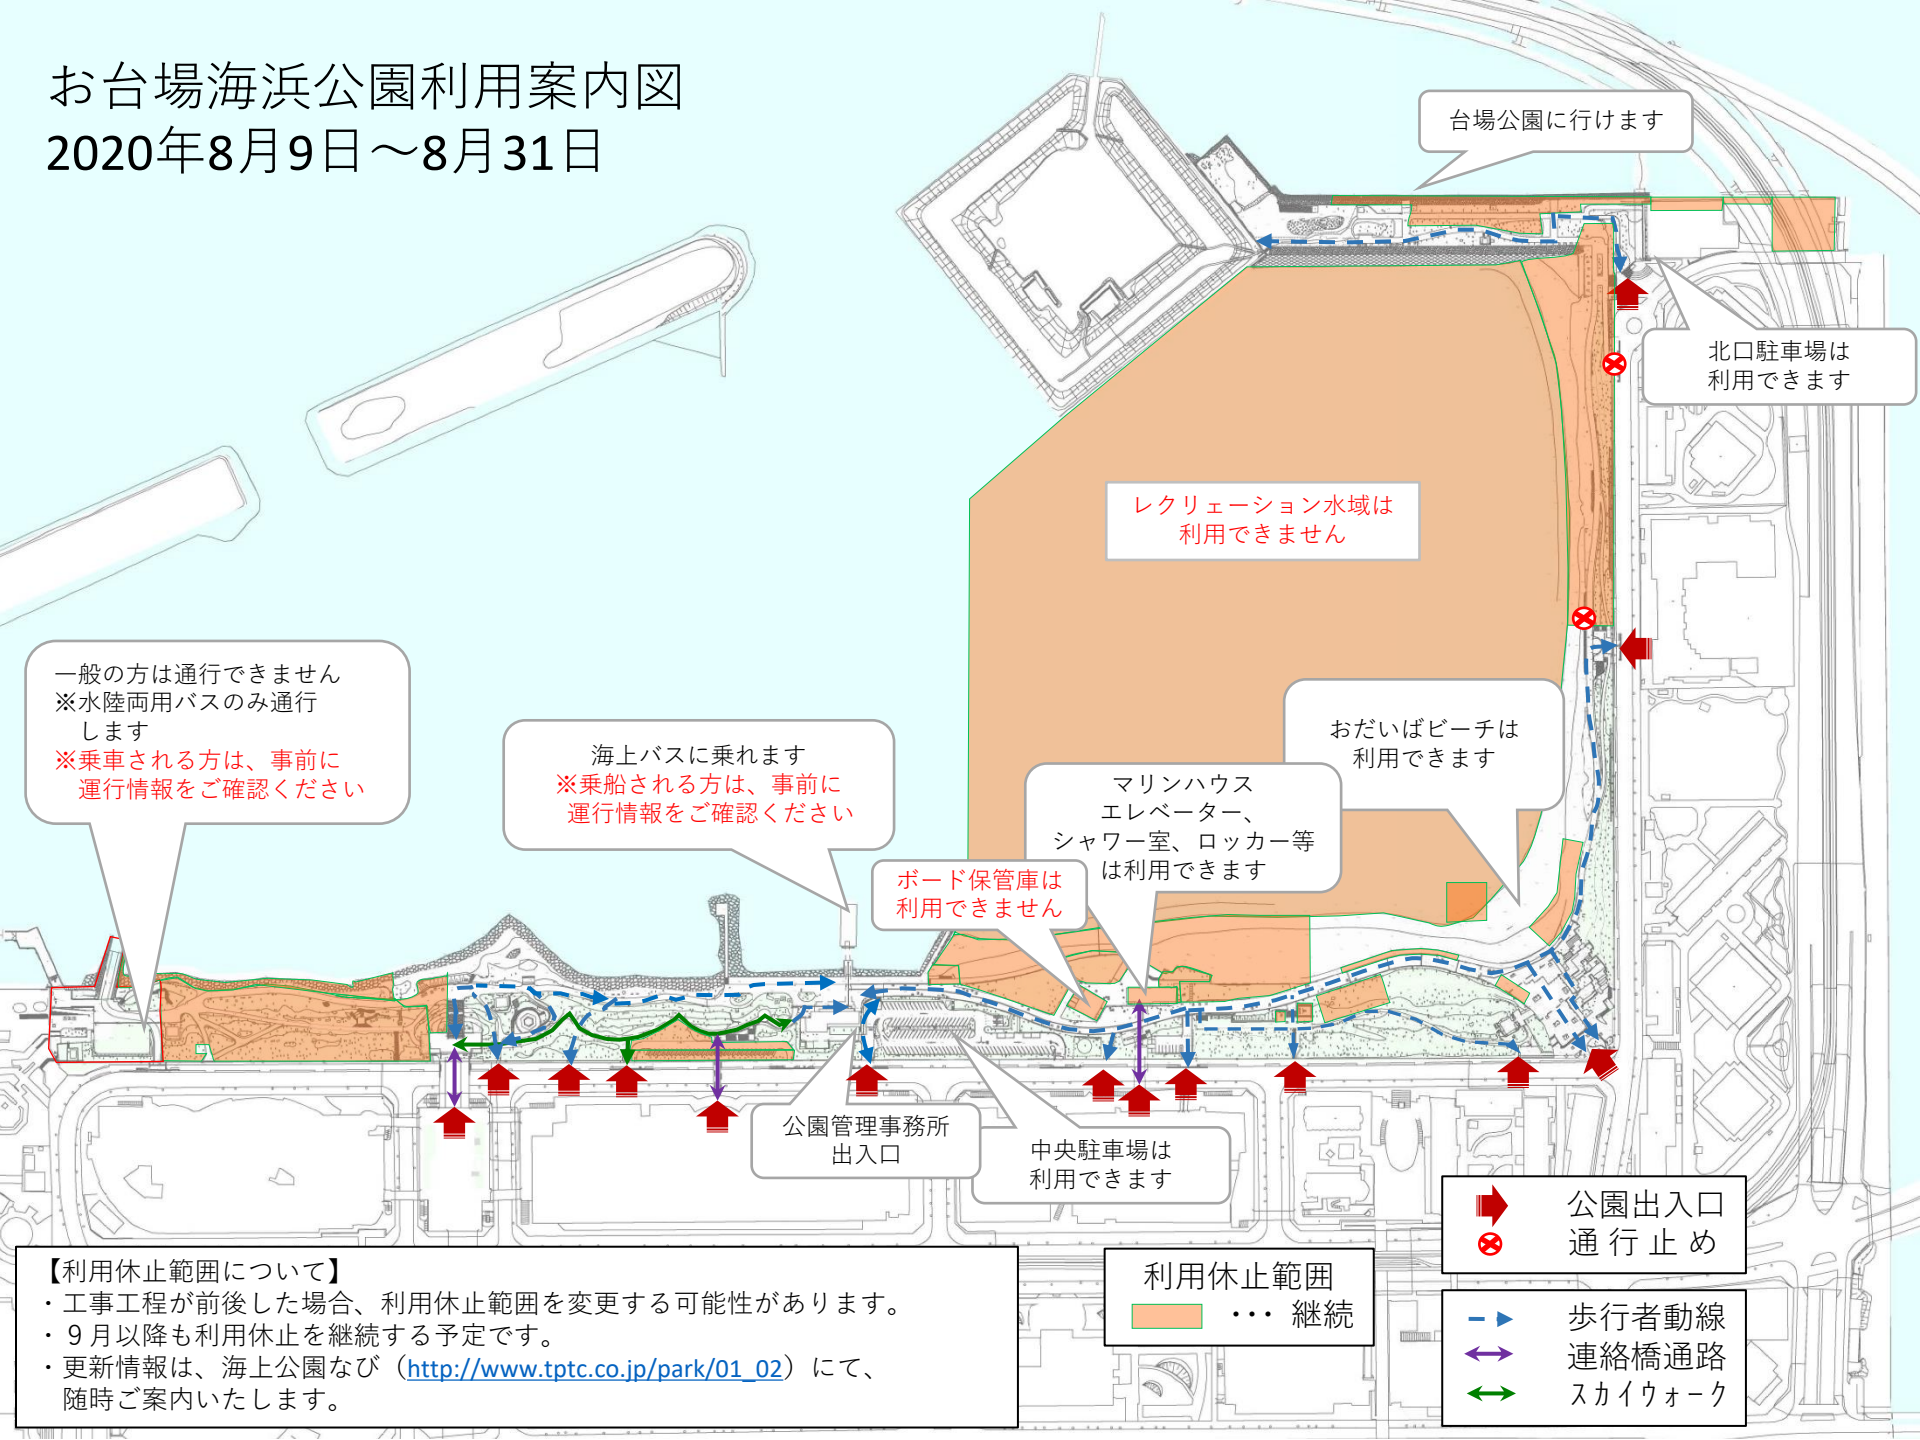 お台場海浜公園利用案内図
2020年8月9日～8月31日
台場公園に行けます
北口駐車場は
利用できます
レクリェーション水域は
利用できません
一般の方は通行できません
※水陸両用バスのみ通行
します
※乗車される方は、事前に
運行情報をご確認ください
海上バスに乗れます
※乗船される方は、事前に
運行情報をご確認ください
おだいばビーチは
利用できます
マリンハウス
エレベーター、
シャワー室、ロッカー等
は利用できます
ボード保管庫は
利用できません
公園管理事務所
出入口
中央駐車場は
利用できます
【利用休止範囲について】
・工事工程が前後した場合、利用休止範囲を変更する可能性があります。
・９月以降も利用休止を継続する予定です。
・更新情報は、海上公園なび（http://www.tptc.co.jp/park/01_02）にて、
随時ご案内いたします。
利用休止範囲
・・・ 継続
公園出入口
通行止め
歩行者動線
連絡橋通路
スカイウォーク